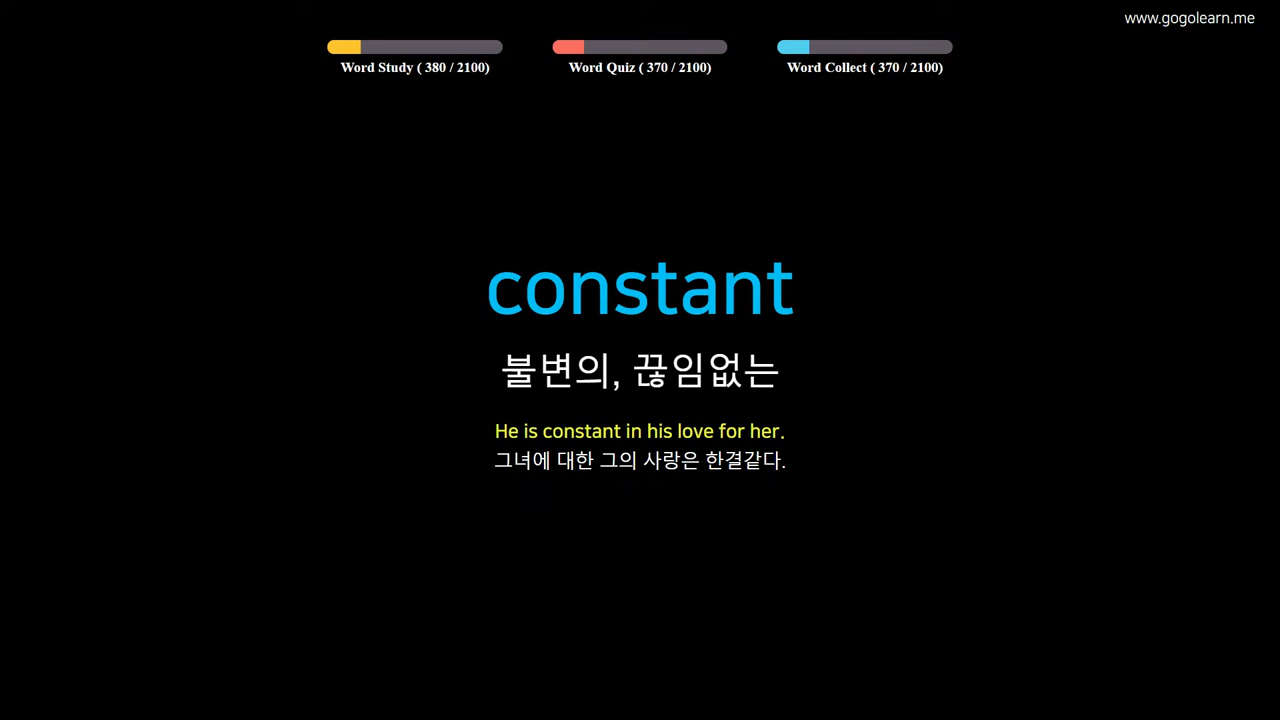 www.gogolearn.me
Word Study ( 380 / 2100)
Word Quiz ( 370 / 2100)
Word Collect ( 370 / 2100)
constant
불변의, 끊임없는
He is constant in his love for her.
그녀에 대한 그의 사랑은 한결같다.